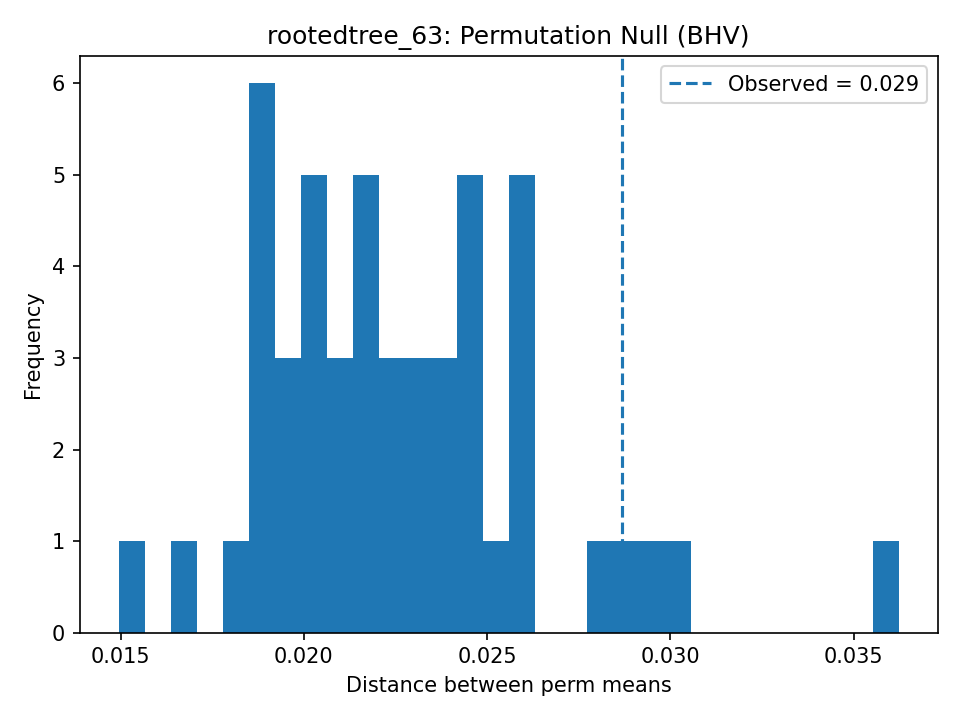 rootedtree_63: Permutation Null (BHV)
Observed = 0.029
6
5
4
3
2
1
0
Frequency
0.015 0.020 0.025 0.030 0.035
Distance between perm means